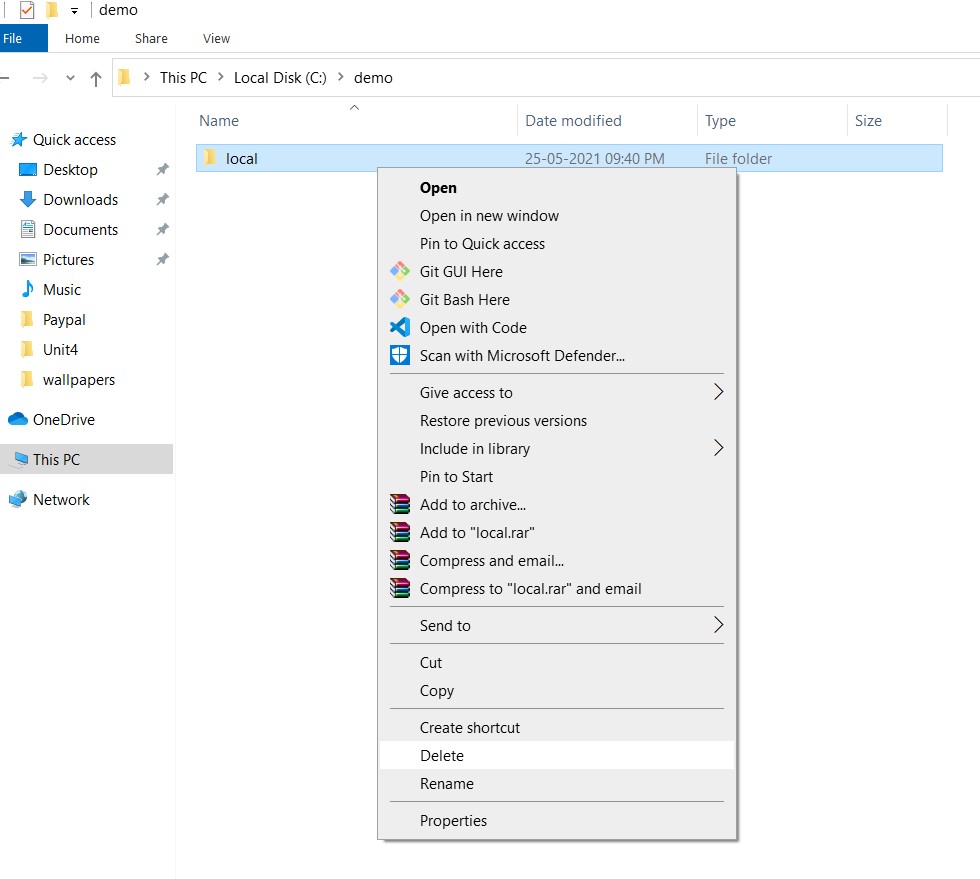 demo
File Home Share View
This PC Local Disk (C:) demo
Name Date modified Type Size
Quick access
Desktop
Downloads
Documents
Pictures
Music
Paypal
Unit4
wallpapers
OneDrive
This PC
Network
local 25-05-2021 09:40 PM File folder
Open
Open in new window
Pin to Quick access
Git GUI Here
Git Bash Here
Open with Code
Scan with Microsoft Defender...
Give access to
Restore previous versions
Include in library
Pin to Start
Add to archive...
Add to "local.rar"
Compress and email...
Compress to "local.rar" and email
Send to
Cut
Copy
Create shortcut
Delete
Rename
Properties